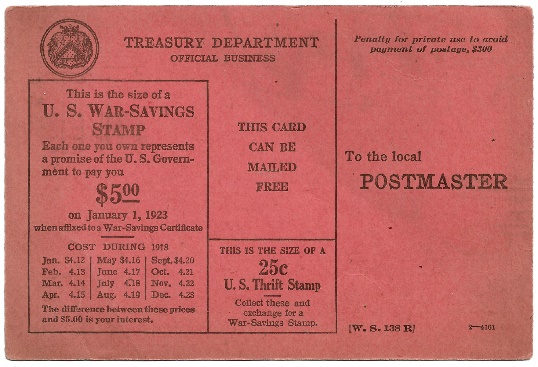 TREASURY DEPARTMENT
OFFICIAL BUSINESS
Penalty for private use to avoid
payment of postage, $300
This is the size of a
U. S. WAR-SAVINGS
STAMP
Each one you own represents
a promise of the U. S. Govern-
ment to pay you
$5.00
on January 1, 1923
when affixed to a War-Savings Certificate
COST DURING 1918
Jan. $4.12 | May $4.16 | Sept. $4.20
Feb. 4.13 | June 4.17 | Oct. 4.21
Mar. 4.14 | July 4.18 | Nov. 4.22
Apr. 4.15 | Aug. 4.19 | Dec. 4.23
The difference between these prices
and $5.00 is your interest.
THIS CARD
CAN BE
MAILED
FREE
THIS IS THE SIZE OF A
25c
U. S. Thrift Stamp
Collect these and
exchange for a
War-Savings Stamp.
To the local
POSTMASTER
[W. S. 138 R]
2—4161